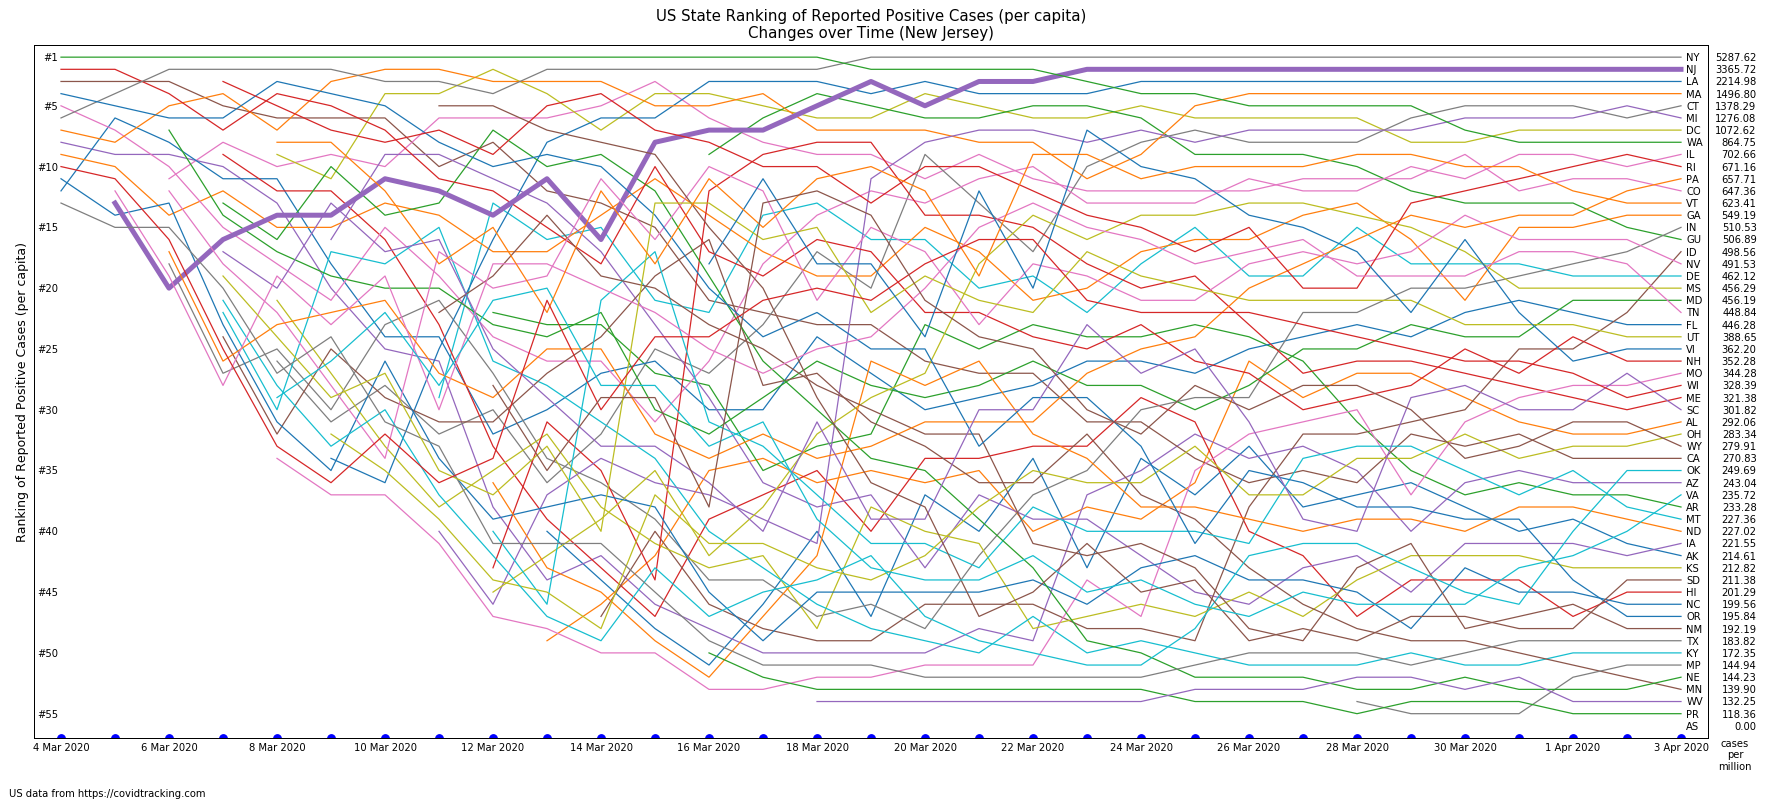 US State Ranking of Reported Positive Cases (per capita)
Changes over Time (New Jersey)
Ranking of Reported Positive Cases (per capita)
#1
#5
#10
#15
#20
#25
#30
#35
#40
#45
#50
#55
NY 5287.62
NJ 3365.72
LA 2214.98
MA 1496.80
CT 1378.29
MI 1276.08
DC 1072.62
WA 864.75
IL 702.66
RI 671.16
PA 657.71
CO 647.36
VT 623.41
GA 549.19
IN 510.53
GU 506.89
ID 498.56
NV 491.53
DE 462.12
MS 456.29
MD 456.19
TN 448.84
FL 446.28
UT 388.65
VI 362.20
NH 352.28
MO 344.28
WI 328.39
ME 321.38
SC 301.82
AL 292.06
OH 283.34
WY 279.91
CA 270.83
OK 249.69
AZ 243.04
VA 235.72
AR 233.28
MT 227.36
ND 227.02
IA 221.55
AK 214.61
KS 212.82
SD 211.38
HI 201.29
NC 199.56
OR 195.84
NM 192.19
TX 183.82
KY 172.35
MP 144.94
NE 144.23
MN 139.90
WV 132.25
PR 118.36
AS 0.00
4 Mar 2020 6 Mar 2020 8 Mar 2020 10 Mar 2020 12 Mar 2020 14 Mar 2020 16 Mar 2020 18 Mar 2020 20 Mar 2020 22 Mar 2020 24 Mar 2020 26 Mar 2020 28 Mar 2020 30 Mar 2020 1 Apr 2020 3 Apr 2020
cases
per
million
US data from https://covidtracking.com